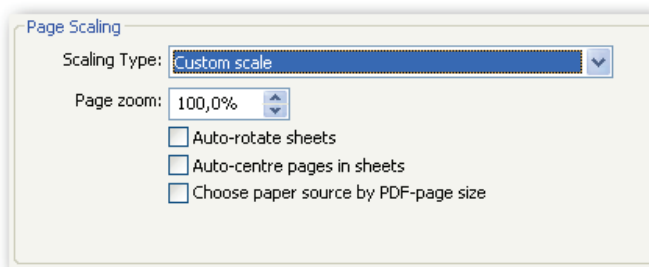 Page Scaling
Scaling Type: Custom scale
Page zoom: 100,0%
Auto-rotate sheets
Auto-centre pages in sheets
Choose paper source by PDF-page size